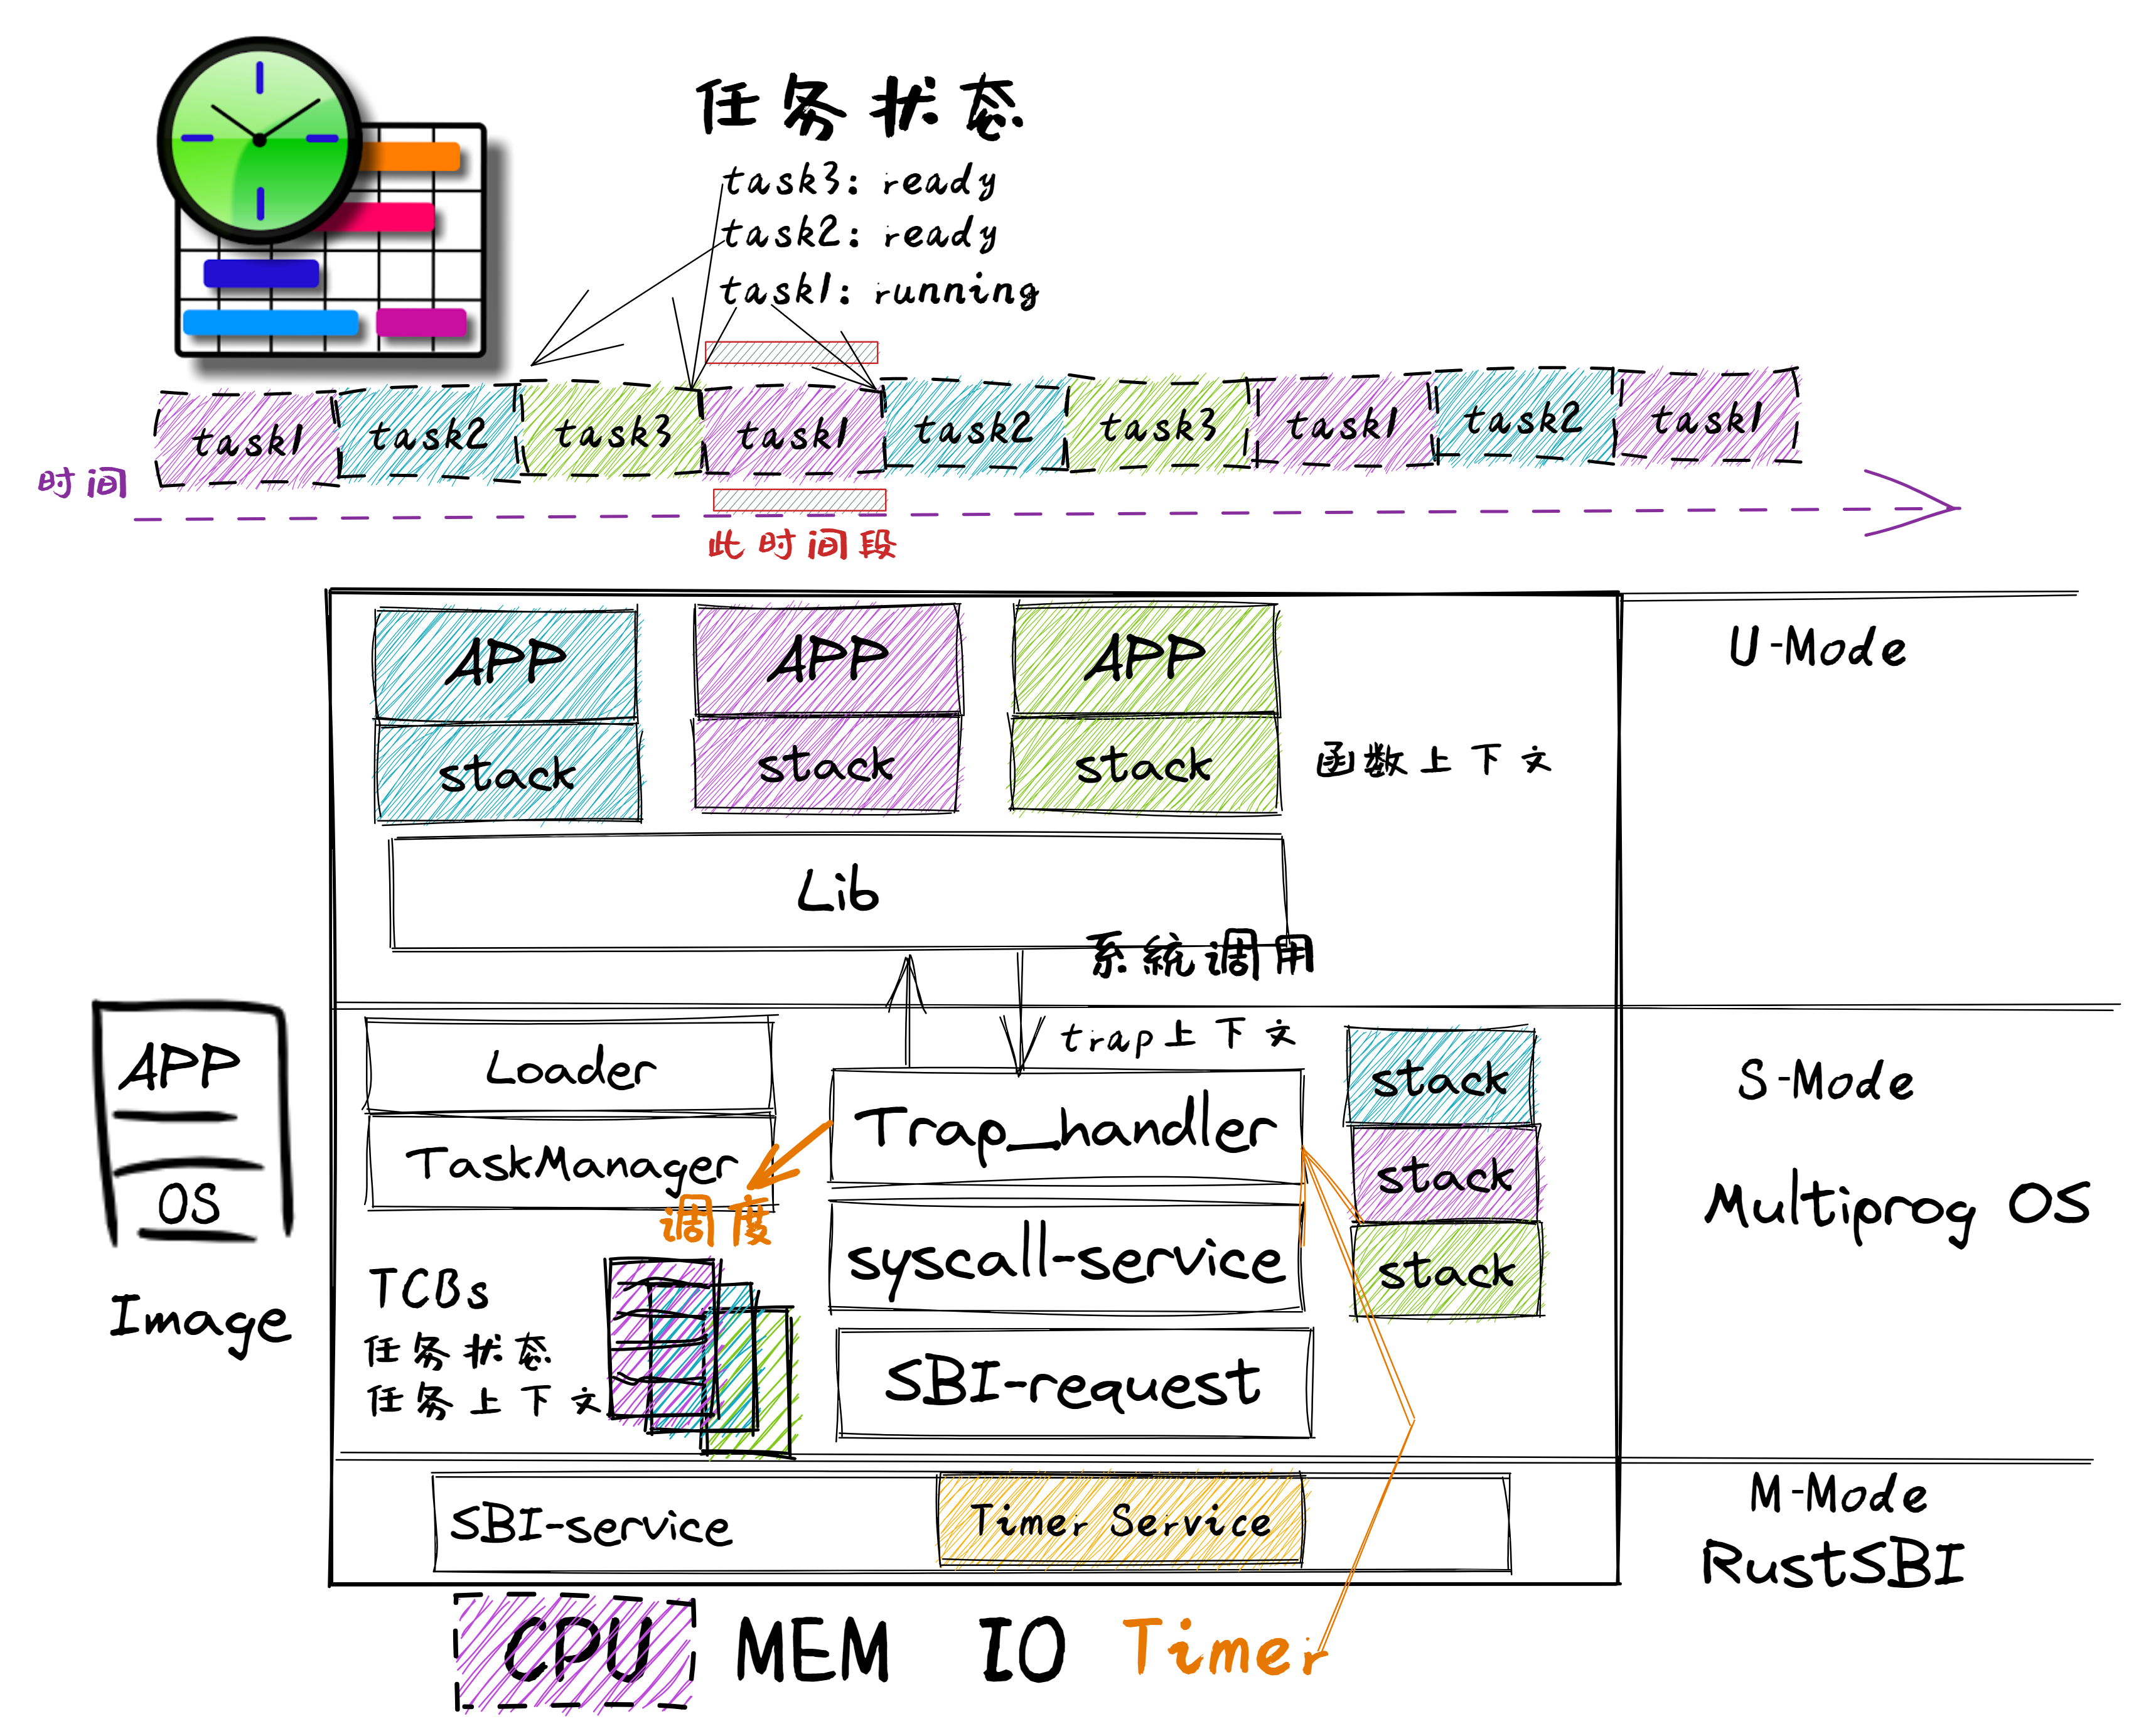 任务状态
task3: ready
task2: ready
task1: running
task1 task2 task3 task1 task2 task3 task1 task2 task1
时间
此时间段
APP APP APP
U-Mode
stack stack stack
函数上下文
Lib
系統调用
trap上下文
Loader
stack
S-Mode
APP
Trap_handler
TaskManager
stack
OS
调度
Multiprog OS
syscall-service
stack
TCBs
Image
任务状态
任务上下文
SBI-request
SBI-service
Timer Service
M-Mode
RustSBI
CPU MEM IO Timer